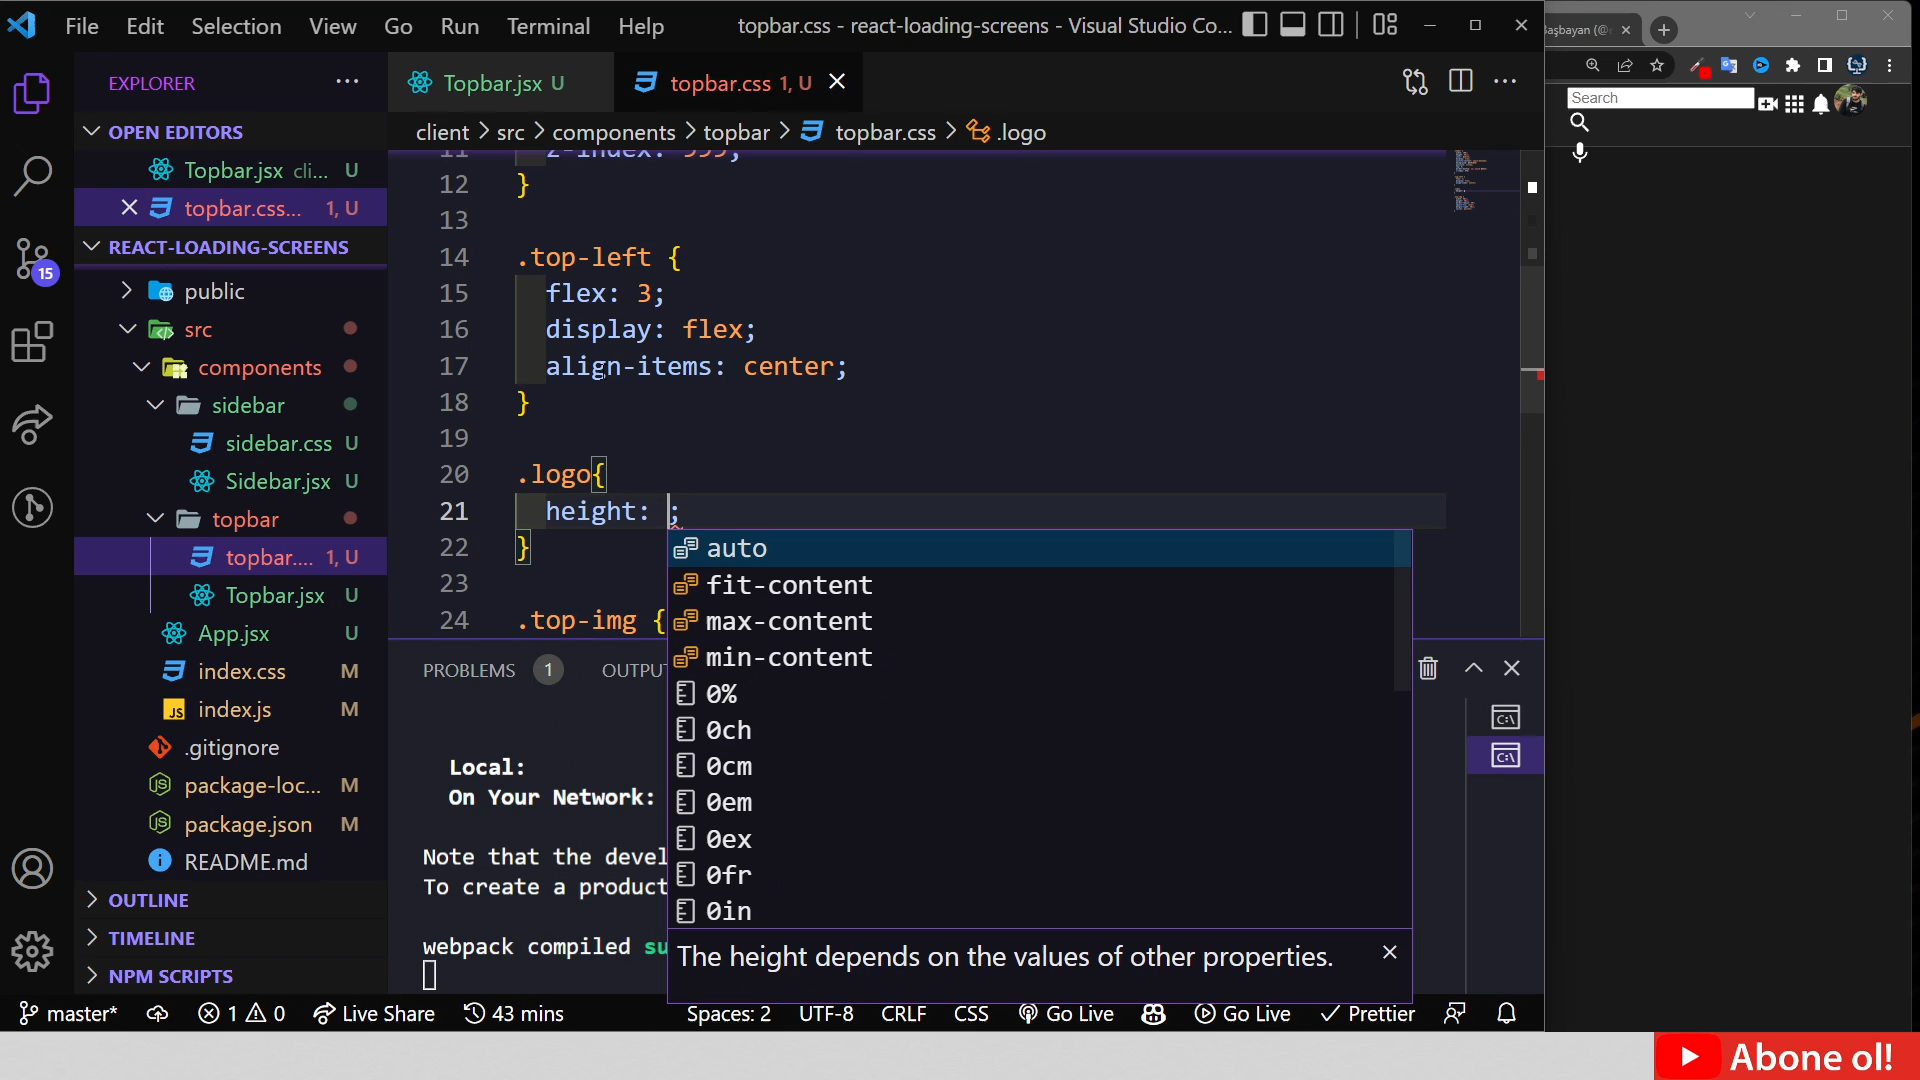 File Edit Selection View Go Run Terminal Help
topbar.css - react-loading-screens - Visual Studio Co...
EXPLORER
OPEN EDITORS
Topbar.jsx cli... U
topbar.css... 1, U
REACT-LOADING-SCREENS
public
src
components
sidebar
sidebar.css U
Sidebar.jsx U
topbar
topbar.... 1, U
Topbar.jsx U
App.jsx U
index.css M
JS index.js M
.gitignore
package-loc... M
package.json M
README.md
OUTLINE
TIMELINE
NPM SCRIPTS
15
Topbar.jsx U
topbar.css 1, U
client > src > components > topbar > topbar.css > .logo
11 z-index: 999;
12 }
13
14 .top-left {
15 flex: 3;
16 display: flex;
17 align-items: center;
18 }
19
20 .logo{
21 height: ;
22 }
23
24 .top-img {
auto
fit-content
max-content
min-content
0%
0ch
0cm
0em
0ex
0fr
0in
The height depends on the values of other properties.
PROBLEMS 1 OUTPU
Local:
On Your Network:
Note that the devel
To create a product
webpack compiled su
master* 1 0 Live Share 43 mins Spaces: 2 UTF-8 CRLF CSS Go Live Go Live Prettier
başbayan (@
Search
Abone ol!